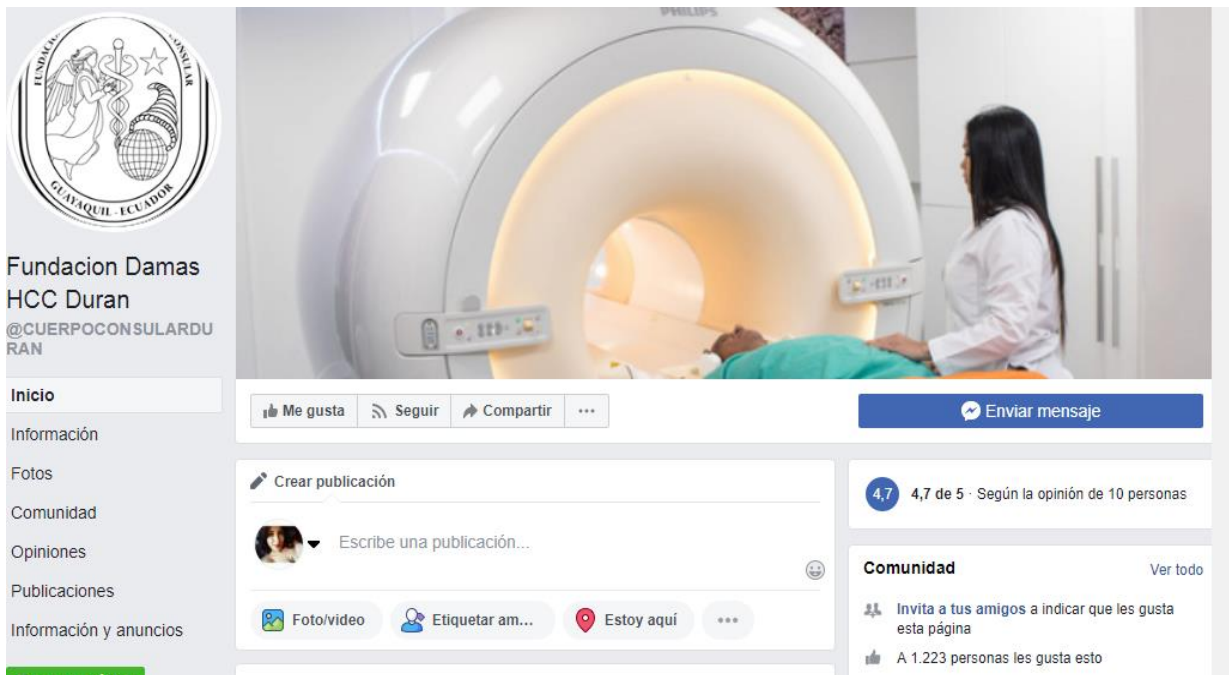 FUNDACION
CONSULAR
GUAYAQUIL - ECUADOR
Fundacion Damas
HCC Duran
@CUERPOCONSULARDU
RAN
Inicio
Información
Fotos
Comunidad
Opiniones
Publicaciones
Información y anuncios
PHILIPS
Me gusta
Seguir
Compartir
Enviar mensaje
Crear publicación
Escribe una publicación...
Foto/video
Etiquetar am...
Estoy aquí
4,7
4,7 de 5 · Según la opinión de 10 personas
Comunidad
Ver todo
Invita a tus amigos a indicar que les gusta
esta página
A 1.223 personas les gusta esto